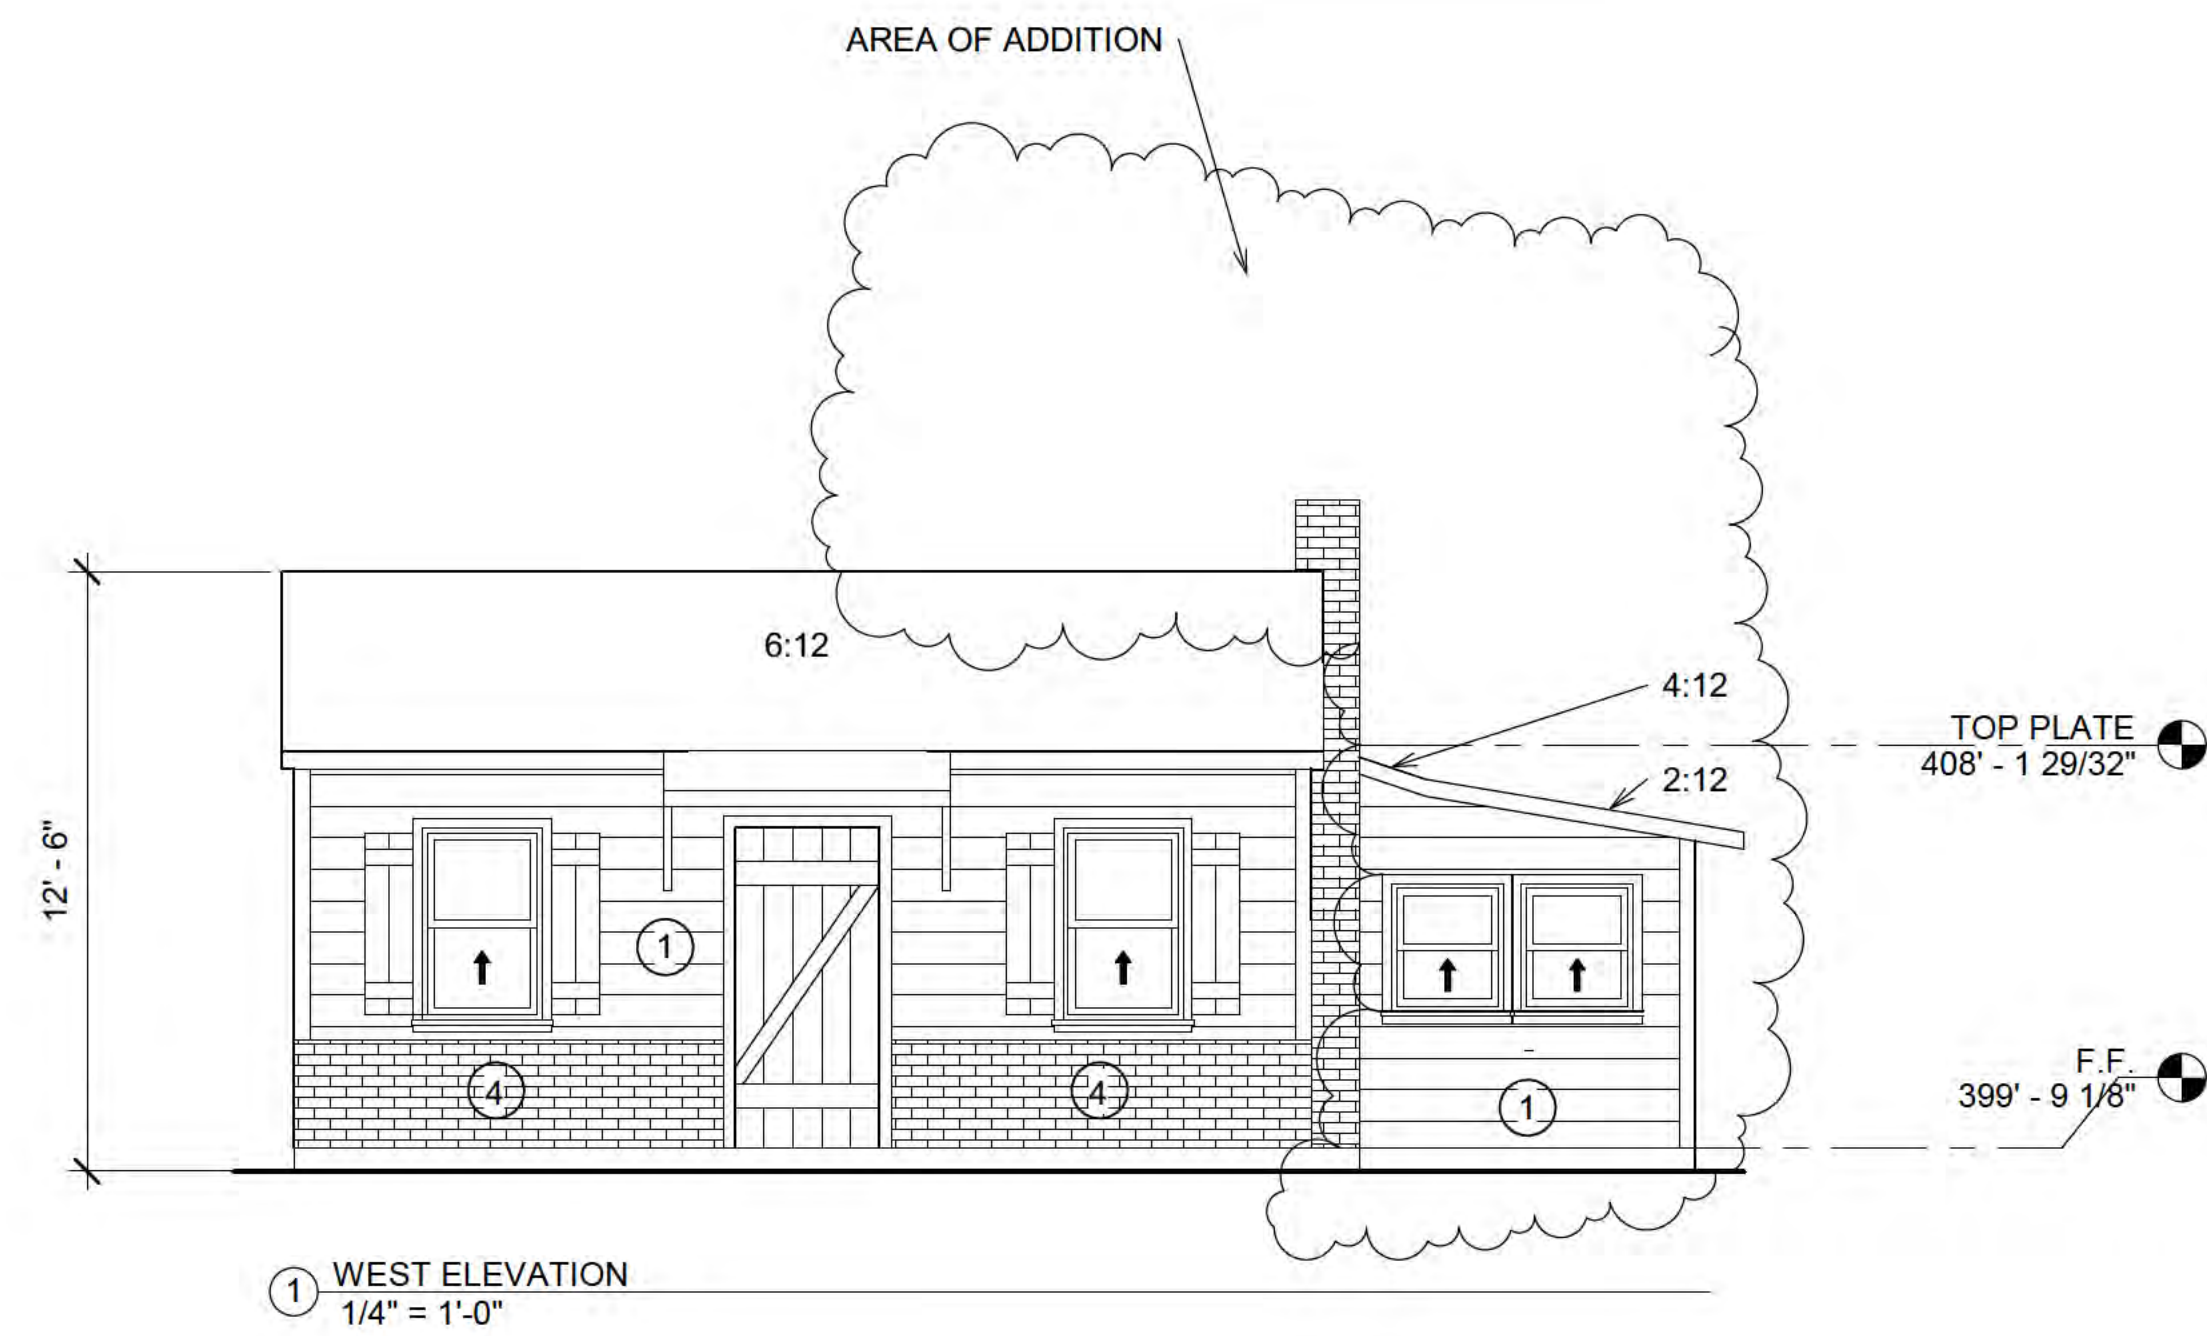 AREA OF ADDITION
6:12
4:12
TOP PLATE
408' - 1 29/32"
2:12
12' - 6"
1
4
4
1
F.F.
399' - 9 1/8"
1 WEST ELEVATION
1/4" = 1'-0"